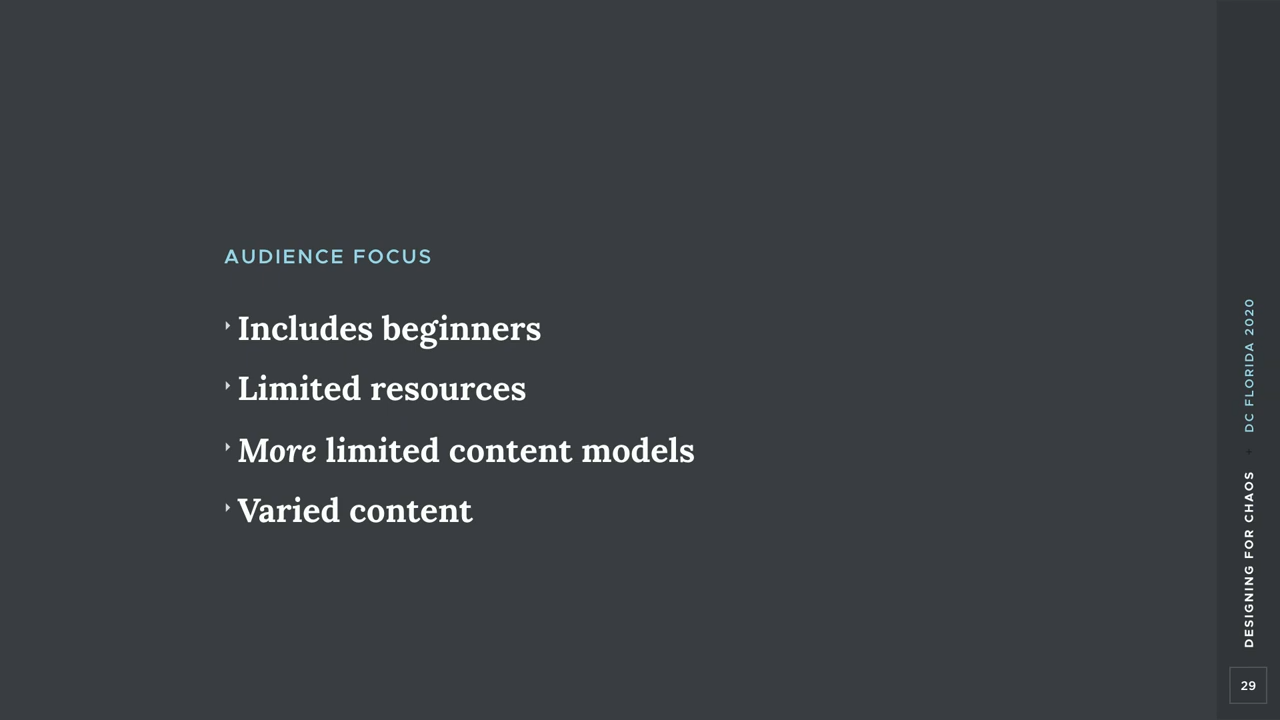 AUDIENCE FOCUS
Includes beginners
Limited resources
More limited content models
Varied content
DESIGNING FOR CHAOS + DC FLORIDA 2020
29